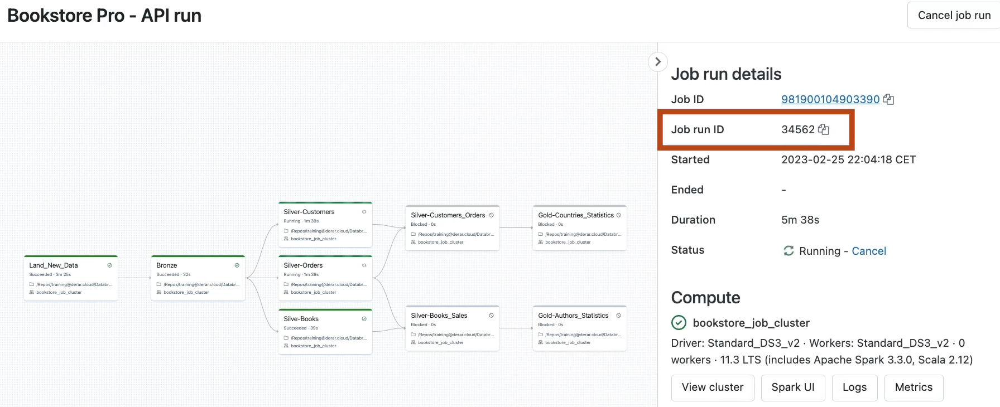 Bookstore Pro - API run
Cancel job run
Land_New_Data
Succeeded · 3m 25s
/Repos/training@derar.cloud/Databr...
bookstore_job_cluster
Bronze
Succeeded · 32s
/Repos/training@derar.cloud/Databr...
bookstore_job_cluster
Silver-Customers
Running · 1m 39s
/Repos/training@derar.cloud/Databr...
bookstore_job_cluster
Silver-Orders
Running · 1m 39s
/Repos/training@derar.cloud/Databr...
bookstore_job_cluster
Silve-Books
Succeeded · 39s
/Repos/training@derar.cloud/Databr...
bookstore_job_cluster
Silver-Customers_Orders
Blocked · 0s
/Repos/training@derar.cloud/Databr...
bookstore_job_cluster
Silver-Books_Sales
Blocked · 0s
/Repos/training@derar.cloud/Databr...
bookstore_job_cluster
Gold-Countries_Statistics
Blocked · 0s
/Repos/training@derar.cloud/Databr...
bookstore_job_cluster
Gold-Authors_Statistics
Blocked · 0s
/Repos/training@derar.cloud/Databr...
bookstore_job_cluster
Job run details
Job ID 981900104903390
Job run ID 34562
Started 2023-02-25 22:04:18 CET
Ended -
Duration 5m 38s
Status Running - Cancel
Compute
bookstore_job_cluster
Driver: Standard_DS3_v2 · Workers: Standard_DS3_v2 · 0
workers · 11.3 LTS (includes Apache Spark 3.3.0, Scala 2.12)
View cluster Spark UI Logs Metrics